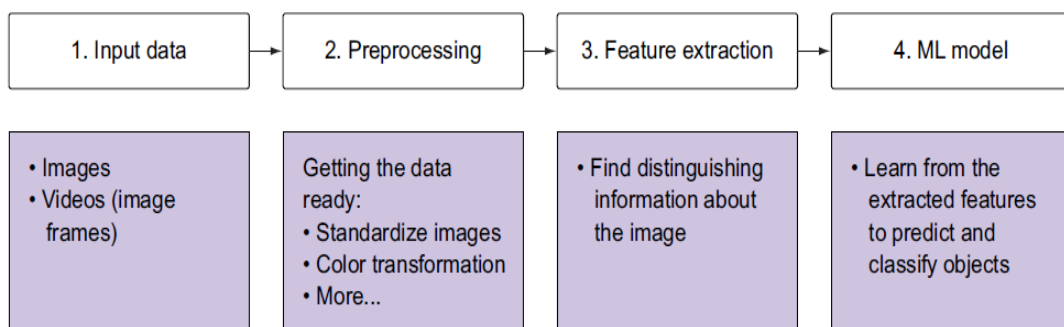 1. Input data
2. Preprocessing
3. Feature extraction
4. ML model
• Images
• Videos (image
frames)
Getting the data
ready:
• Standardize images
• Color transformation
• More...
• Find distinguishing
information about
the image
• Learn from the
extracted features
to predict and
classify objects